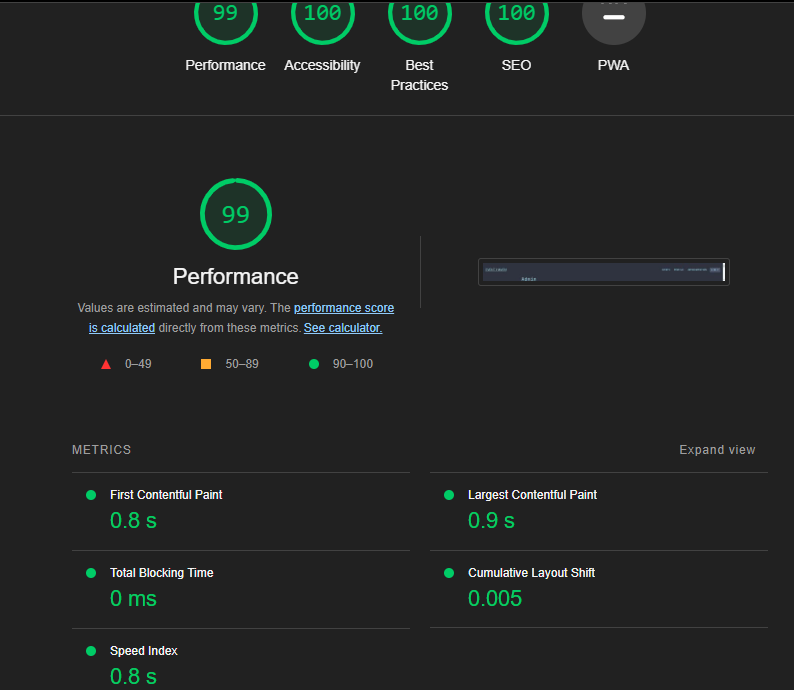 99 100 100 100
Performance Accessibility Best Practices SEO PWA
99
Performance
Values are estimated and may vary. The performance score
is calculated directly from these metrics. See calculator.
0–49 50–89 90–100
Admin
METRICS Expand view
First Contentful Paint
0.8 s
Largest Contentful Paint
0.9 s
Total Blocking Time
0 ms
Cumulative Layout Shift
0.005
Speed Index
0.8 s